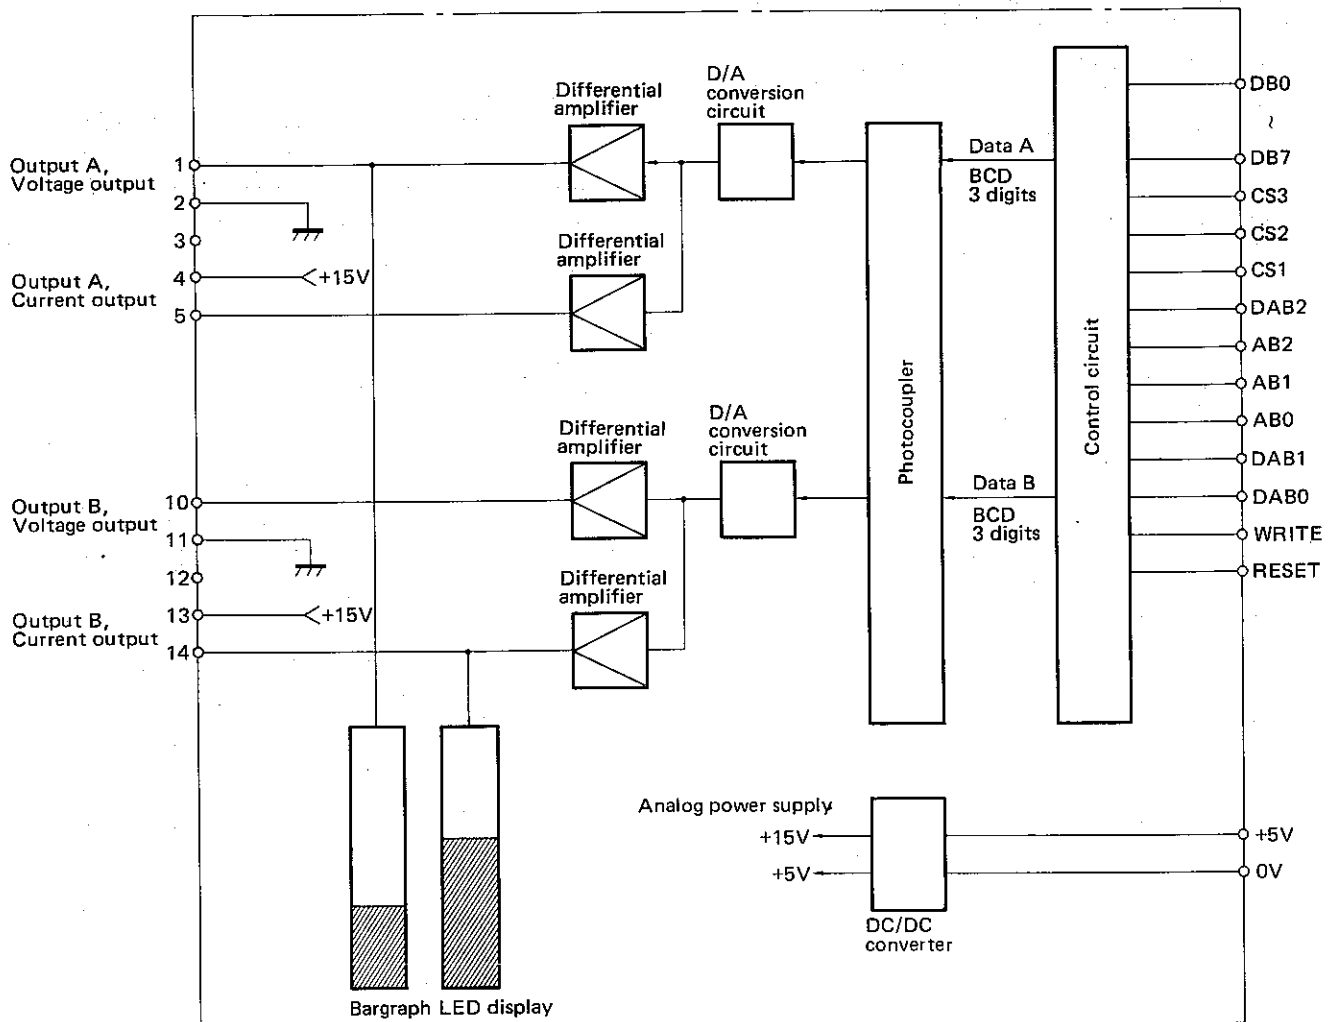 D/A
conversion
circuit
Differential
amplifier
DB0
~
DB7
CS3
CS2
CS1
DAB2
AB2
AB1
AB0
DAB1
DAB0
WRITE
RESET
Output A,
Voltage output
1
2
3
Output A,
Current output
4
+15V
5
Differential
amplifier
Data A
BCD
3 digits
Photocoupler
Control circuit
D/A
conversion
circuit
Differential
amplifier
Output B,
Voltage output
10
11
12
Output B,
Current output
13
+15V
14
Differential
amplifier
Data B
BCD
3 digits
Analog power supply
+15V
+5V
+5V
0V
DC/DC
converter
Bargraph LED display